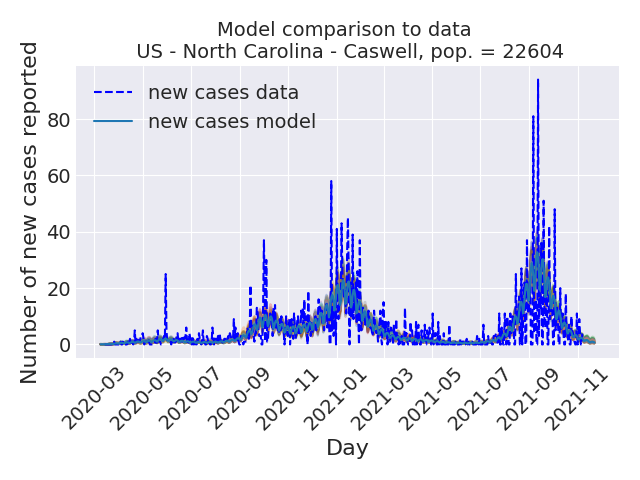 Model comparison to data
US - North Carolina - Caswell, pop. = 22604
Number of new cases reported
new cases data
new cases model
80
60
40
20
0
2020-03
2020-05
2020-07
2020-09
2020-11
2021-01
2021-03
2021-05
2021-07
2021-09
2021-11
Day